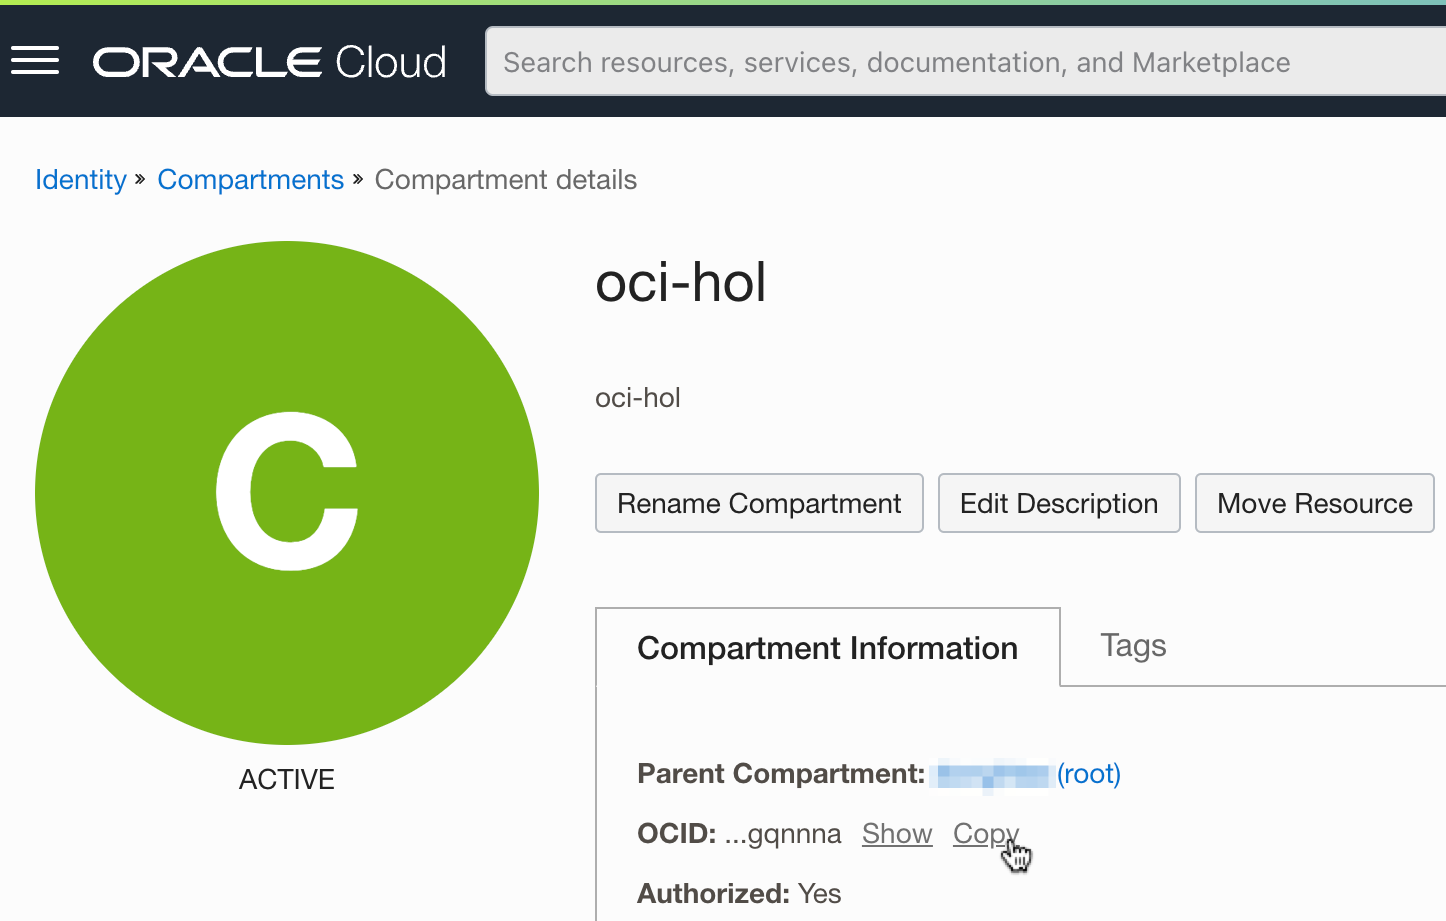 ORACLE Cloud
Search resources, services, documentation, and Marketplace
Identity » Compartments » Compartment details
C
ACTIVE
oci-hol
oci-hol
Rename Compartment Edit Description Move Resource
Compartment Information Tags
Parent Compartment: (root)
OCID: ...gqnnna Show Copy
Authorized: Yes